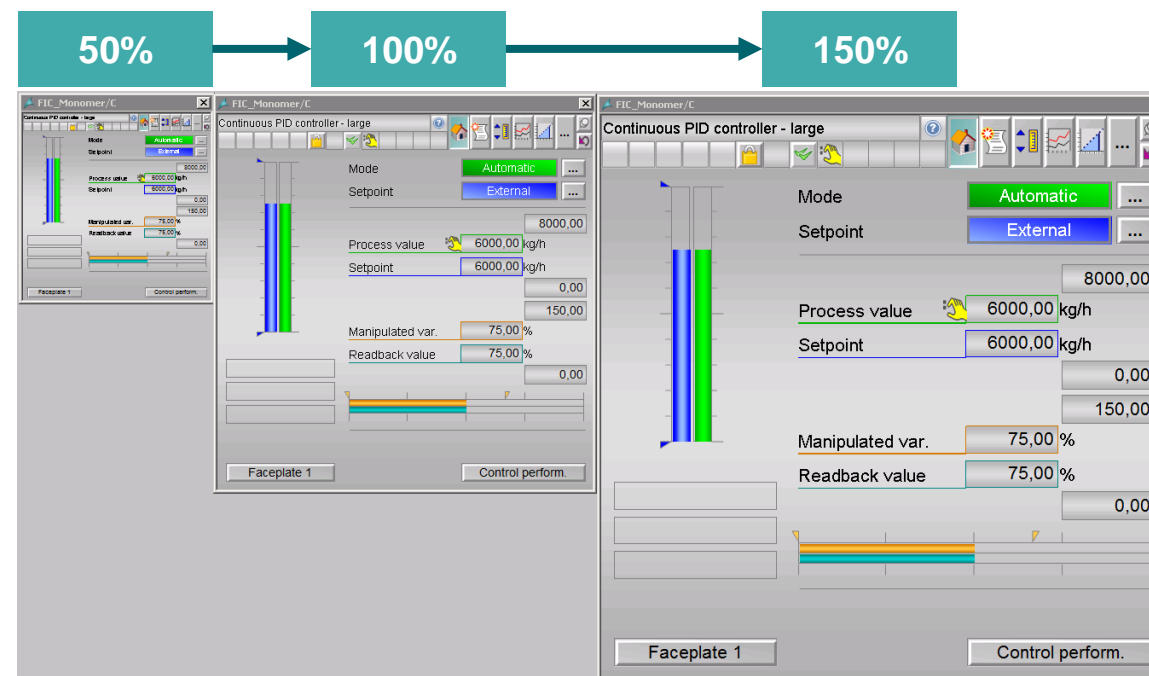 50%
100%
150%
FIC_Monomer/C
Continuous PID controller - large
Mode
Automatic
...
Setpoint
External
...
8000,00
Process value
6000,00 kg/h
Setpoint
6000,00 kg/h
0,00
150,00
Manipulated var.
75,00 %
Readback value
75,00 %
0,00
Faceplate 1
Control perform.
FIC_Monomer/C
Continuous PID controller - large
...
Mode
Automatic
...
Setpoint
External
...
8000,00
Process value
6000,00 kg/h
Setpoint
6000,00 kg/h
0,00
150,00
Manipulated var.
75,00 %
Readback value
75,00 %
0,00
Faceplate 1
Control perform.
FIC_Monomer/C
Continuous PID controller - large
...
Mode
Automatic
...
Setpoint
External
...
8000,00
Process value
6000,00 kg/h
Setpoint
6000,00 kg/h
0,00
150,00
Manipulated var.
75,00 %
Readback value
75,00 %
0,00
Faceplate 1
Control perform.